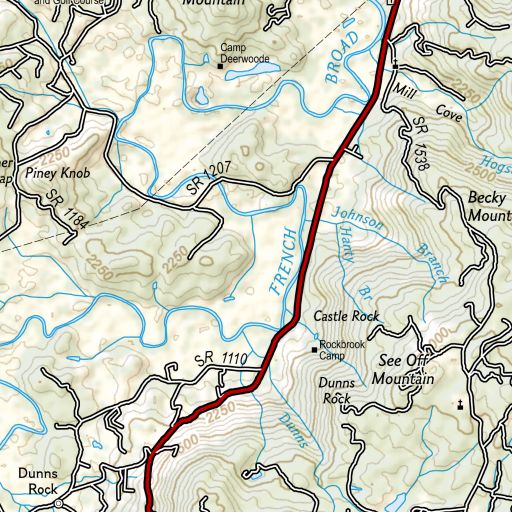 and Golf Course
Mountain
Camp
Deerwoode
BROAD
2250
Mill
Cove
SR 1538
2500
Hogs
2250
Piney Knob
SR 1207
SR 1184
Becky
Mount
Johnson
Branch
Hanty
Br
FRENCH
2250
2250
Castle Rock
Rockbrook
Camp
SR 1110
See Off
Mountain
Dunns
Rock
2250
Dunns
Dunns
Rock